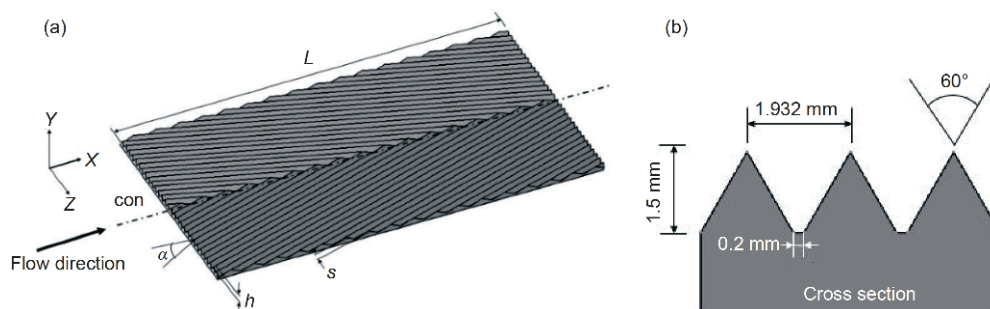 (a)
L
Y
X
Z
con
Flow direction
α
s
h
(b)
60°
1.932 mm
1.5 mm
0.2 mm
Cross section